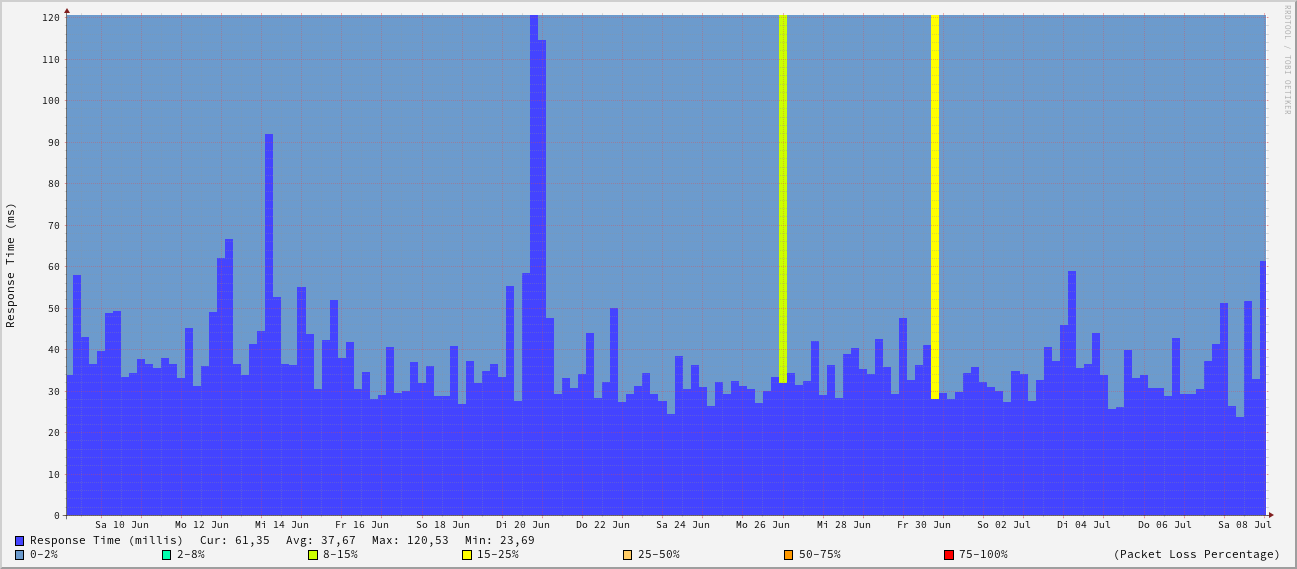 120
110
100
90
80
70
60
50
40
30
20
10
0
Response Time (ms)
RRDTOOL / TOBI OETIKER
Sa 10 Jun Mo 12 Jun Mi 14 Jun Fr 16 Jun So 18 Jun Di 20 Jun Do 22 Jun Sa 24 Jun Mo 26 Jun Mi 28 Jun Fr 30 Jun So 02 Jul Di 04 Jul Do 06 Jul Sa 08 Jul
Response Time (millis) Cur: 61,35 Avg: 37,67 Max: 120,53 Min: 23,69
0-2% 2-8% 8-15% 15-25% 25-50% 50-75% 75-100% (Packet Loss Percentage)